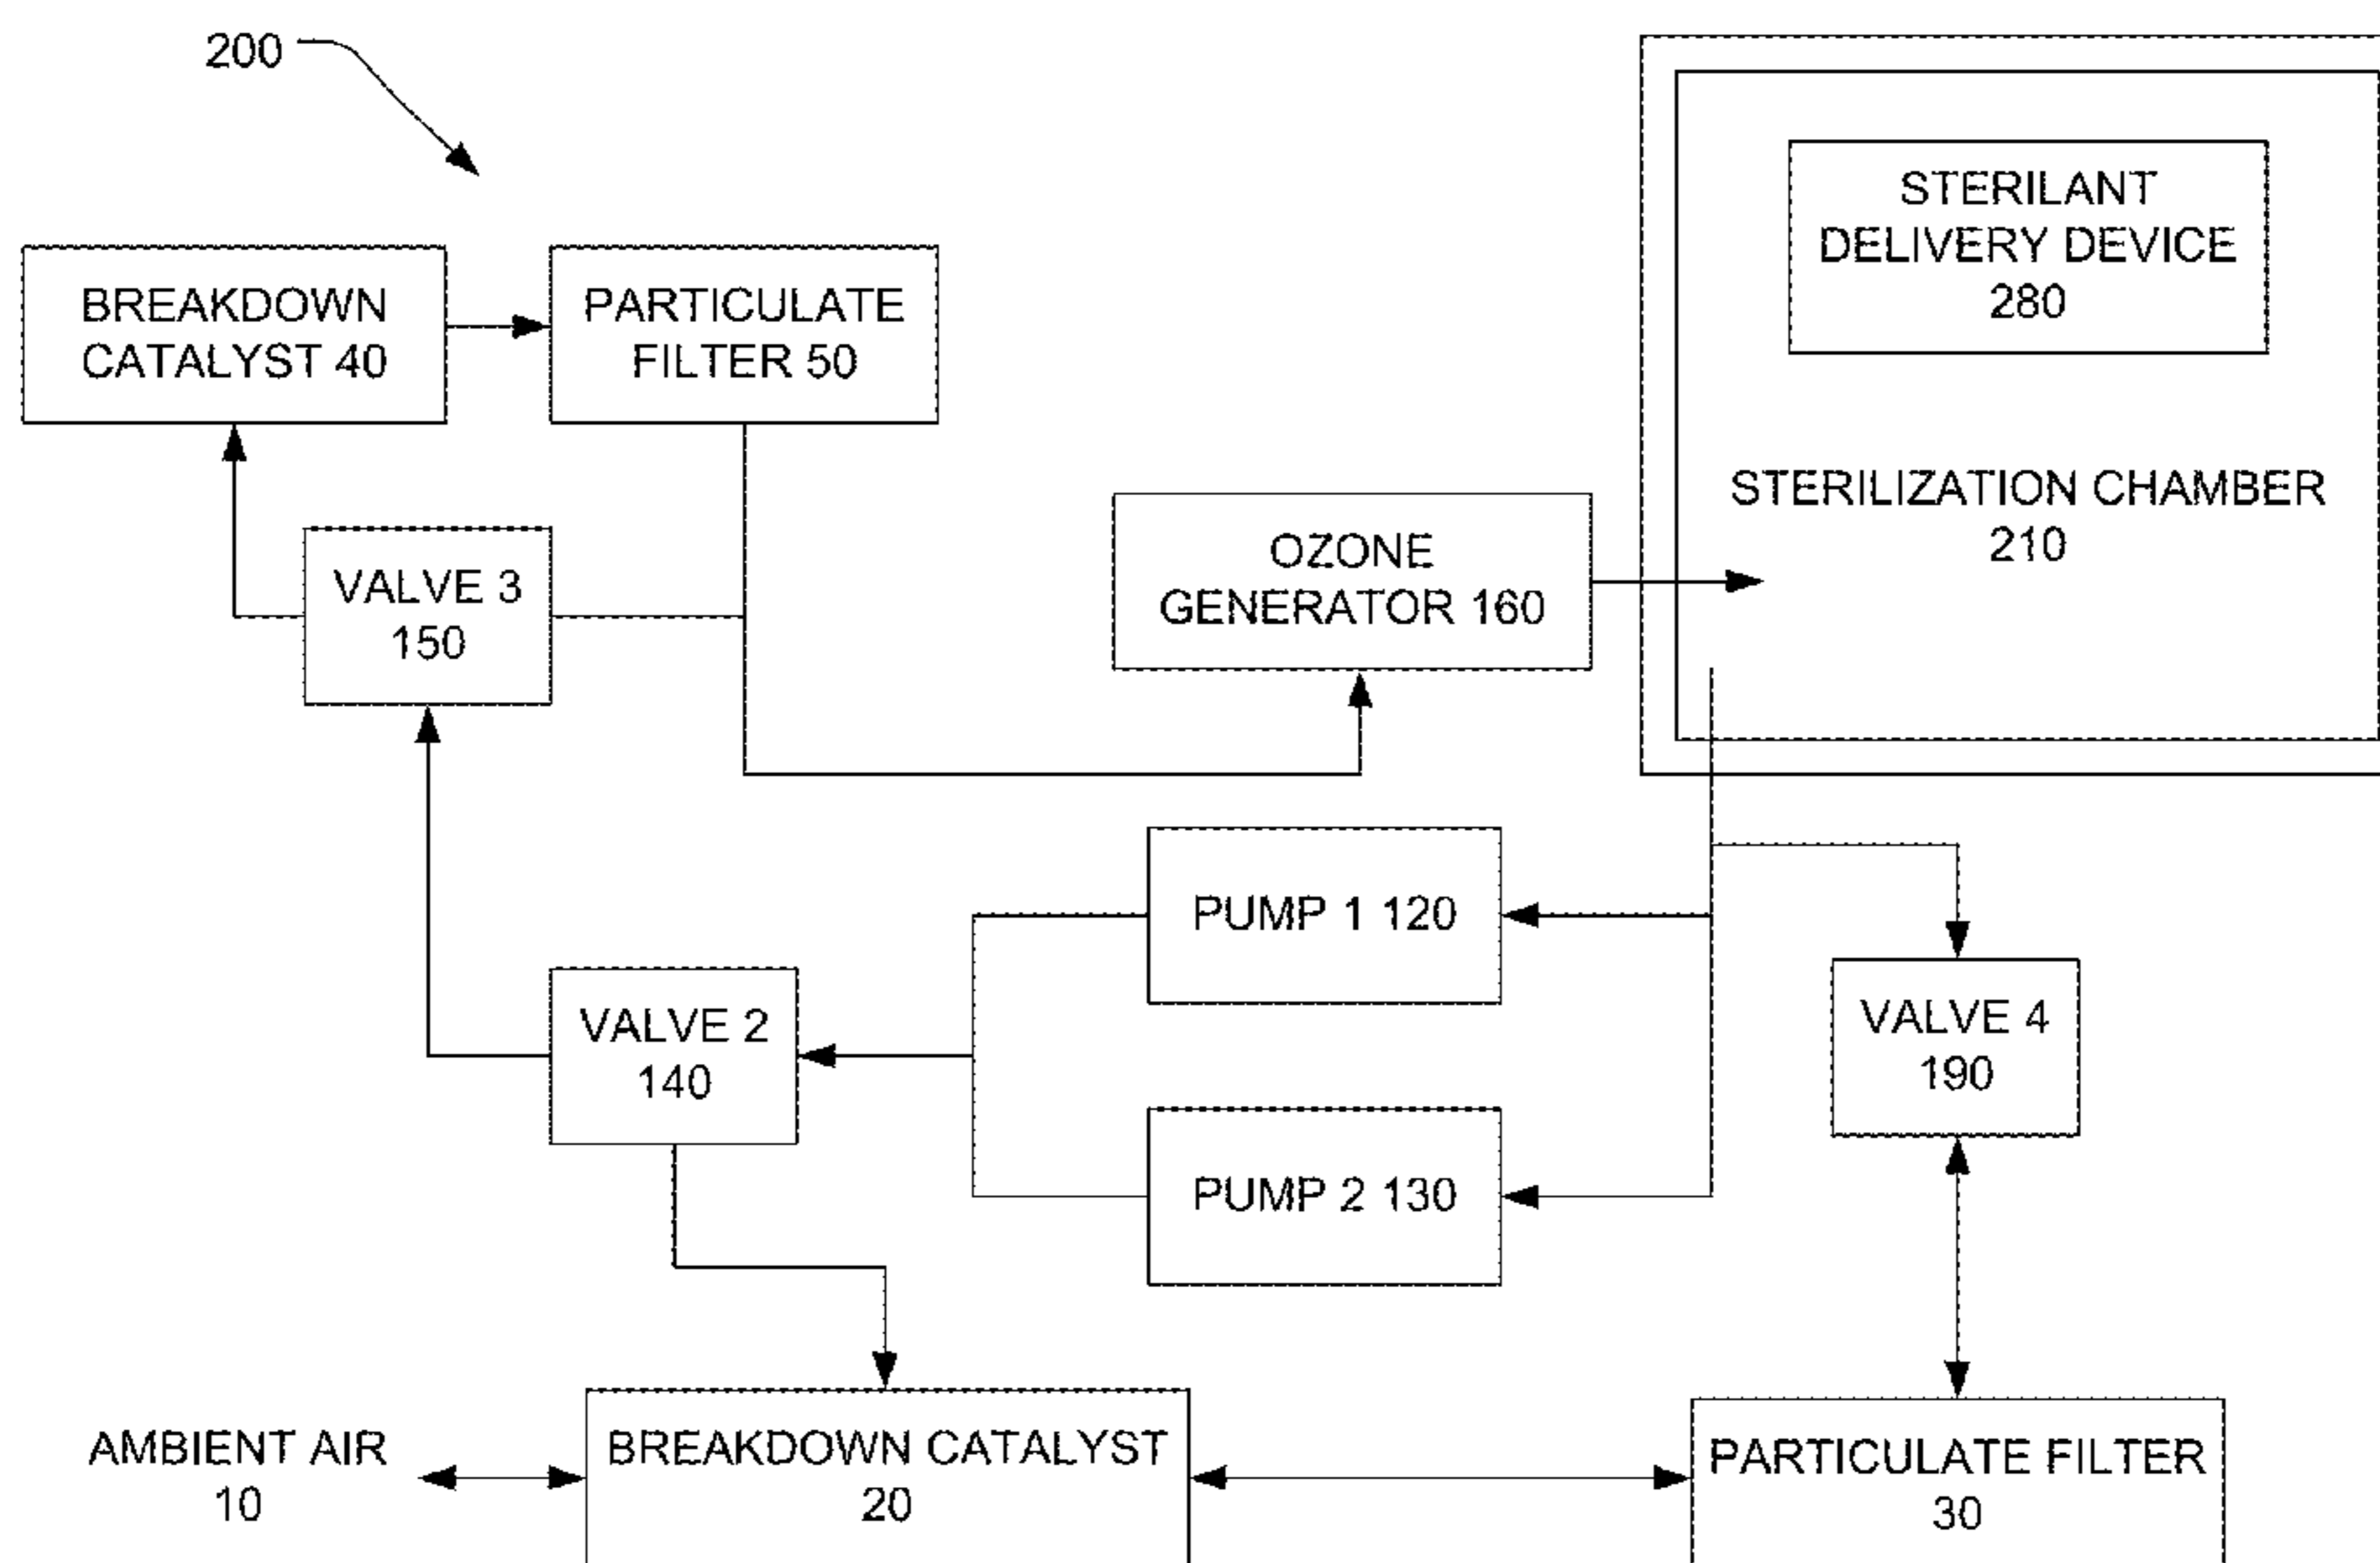 200
STERILANT
DELIVERY DEVICE
280
BREAKDOWN
CATALYST 40
PARTICULATE
FILTER 50
STERILIZATION CHAMBER
210
OZONE
GENERATOR 160
VALVE 3
150
PUMP 1 120
VALVE 2
140
VALVE 4
190
PUMP 2 130
AMBIENT AIR
10
BREAKDOWN CATALYST
20
PARTICULATE FILTER
30